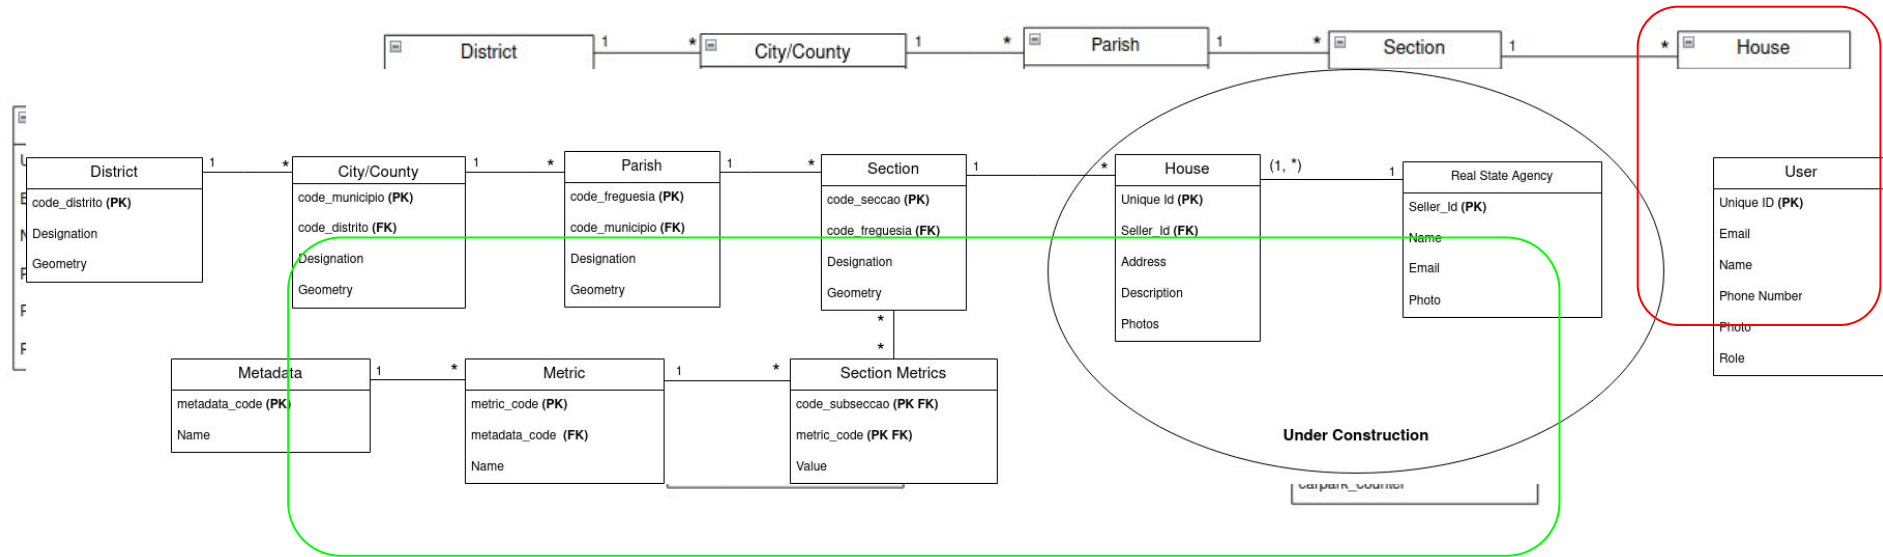 District
1
*
City/County
1
*
Parish
1
*
Section
1
*
House
District
code_distrito (PK)
Designation
Geometry
1
*
City/County
code_municipio (PK)
code_distrito (FK)
Designation
Geometry
1
*
Parish
code_freguesia (PK)
code_municipio (FK)
Designation
Geometry
1
*
Section
code_seccao (PK)
code_freguesia (FK)
Designation
Geometry
1
*
House
Unique Id (PK)
Seller_Id (FK)
Address
Description
Photos
(1, *)
1
Real State Agency
Seller_Id (PK)
Name
Email
Photo
User
Unique ID (PK)
Email
Name
Phone Number
Photo
Role
*
*
Metadata
metadata_code (PK)
Name
1
*
Metric
metric_code (PK)
metadata_code (FK)
Name
1
*
Section Metrics
code_subseccao (PK FK)
metric_code (PK FK)
Value
Under Construction
carpark_counter